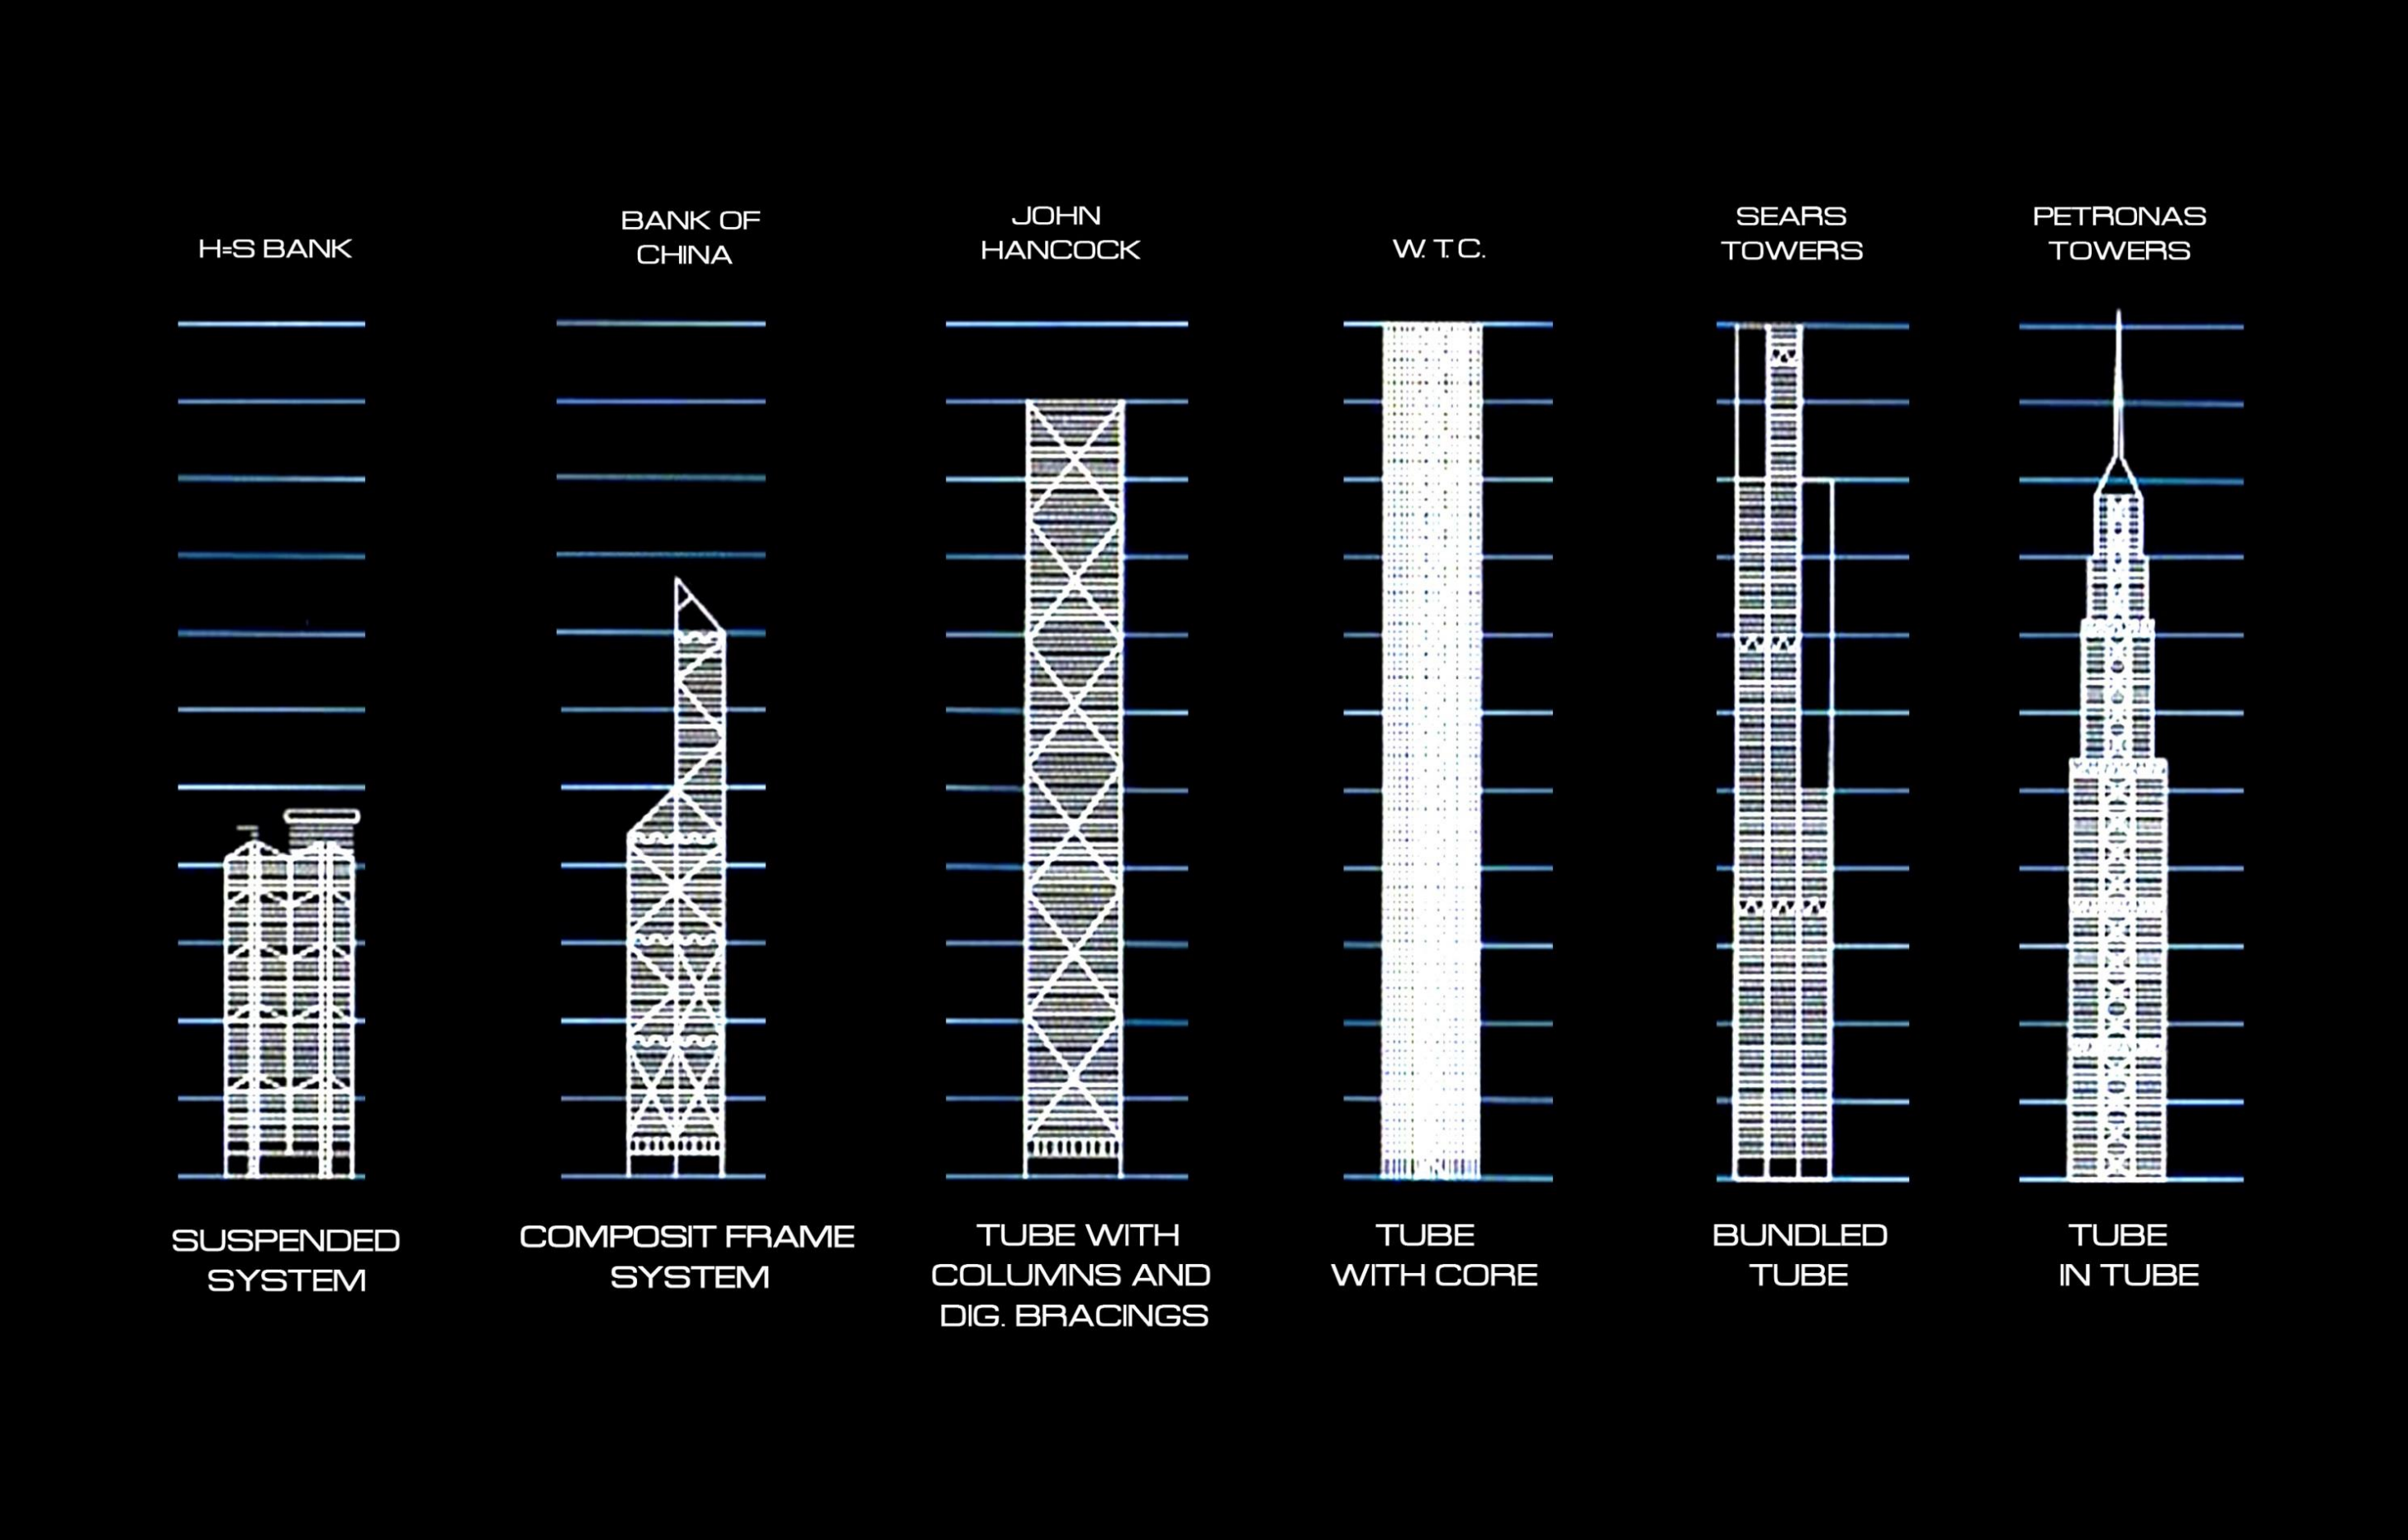 H=S BANK
BANK OF
CHINA
JOHN
HANCOCK
W.T.C.
SEARS
TOWERS
PETRONAS
TOWERS
SUSPENDED
SYSTEM
COMPOSIT FRAME
SYSTEM
TUBE WITH
COLUMNS AND
DIG. BRACINGS
TUBE
WITH CORE
BUNDLED
TUBE
TUBE
IN TUBE